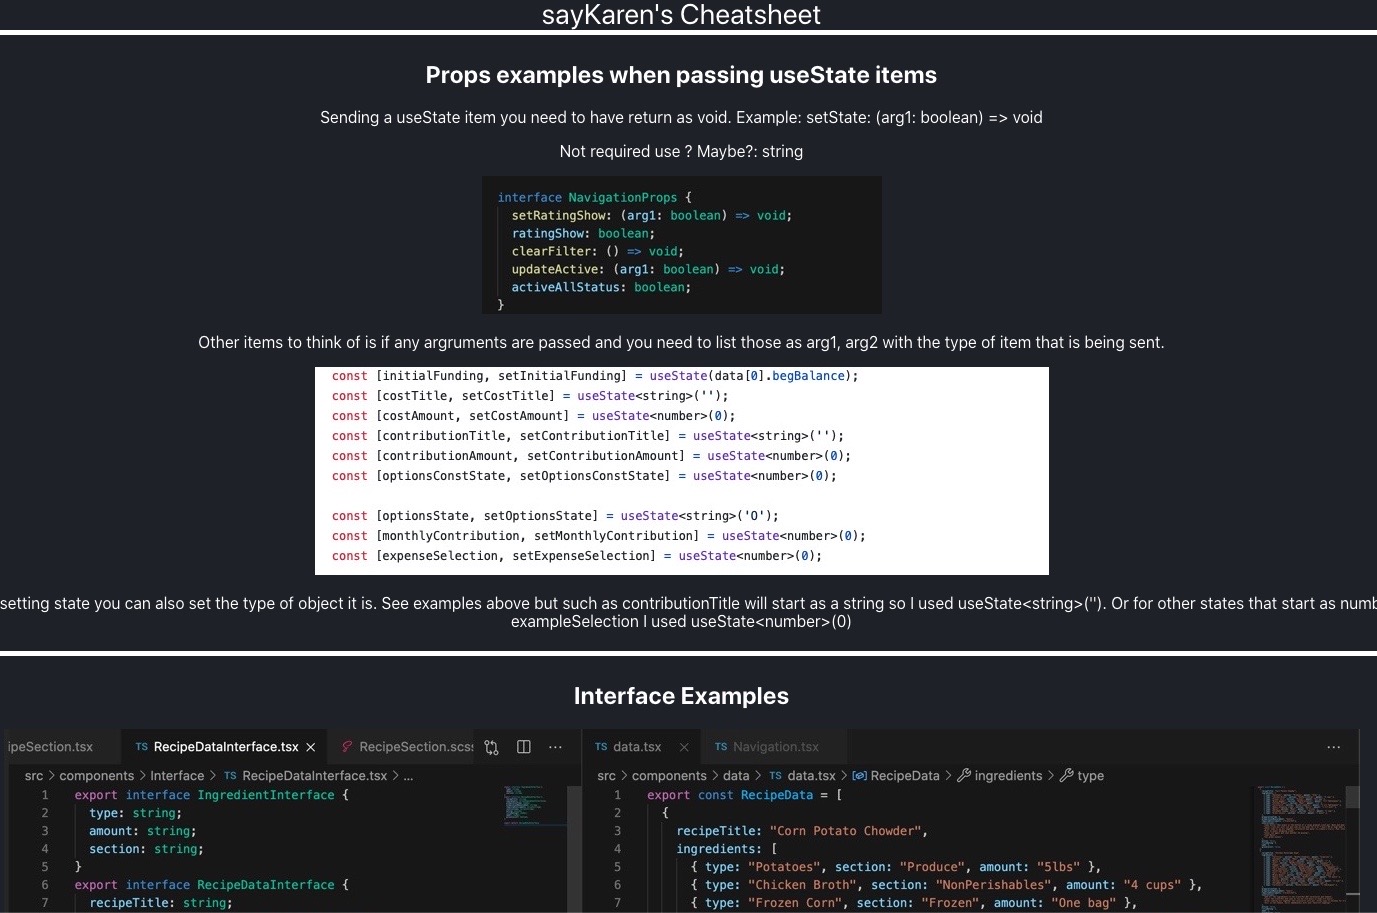 sayKaren's Cheatsheet
Props examples when passing useState items
Sending a useState item you need to have return as void. Example: setState: (arg1: boolean) => void
Not required use ? Maybe?: string
interface NavigationProps {
setRatingShow: (arg1: boolean) => void;
ratingShow: boolean;
clearFilter: () => void;
updateActive: (arg1: boolean) => void;
activeAllStatus: boolean;
}
Other items to think of is if any argruments are passed and you need to list those as arg1, arg2 with the type of item that is being sent.
const [initialFunding, setInitialFunding] = useState(data[0].begBalance);
const [costTitle, setCostTitle] = useState<string>('');
const [costAmount, setCostAmount] = useState<number>(0);
const [contributionTitle, setContributionTitle] = useState<string>('');
const [contributionAmount, setContributionAmount] = useState<number>(0);
const [optionsConstState, setOptionsConstState] = useState<number>(0);
const [optionsState, setOptionsState] = useState<string>('O');
const [monthlyContribution, setMonthlyContribution] = useState<number>(0);
const [expenseSelection, setExpenseSelection] = useState<number>(0);
setting state you can also set the type of object it is. See examples above but such as contributionTitle will start as a string so I used useState<string>(''). Or for other states that start as numb
exampleSelection I used useState<number>(0)
Interface Examples
ipeSection.tsx TS RecipeDataInterface.tsx × RecipeSection.scss ···
src > components > Interface > TS RecipeDataInterface.tsx > ...
1 export interface IngredientInterface {
2 type: string;
3 amount: string;
4 section: string;
5 }
6 export interface RecipeDataInterface {
7 recipeTitle: string;
TS data.tsx × TS Navigation.tsx ···
src > components > data > TS data.tsx > RecipeData > ingredients > type
1 export const RecipeData = [
2 {
3 recipeTitle: "Corn Potato Chowder",
4 ingredients: [
5 { type: "Potatoes", section: "Produce", amount: "5lbs" },
6 { type: "Chicken Broth", section: "NonPerishables", amount: "4 cups" },
7 { type: "Frozen Corn", section: "Frozen", amount: "One bag" },